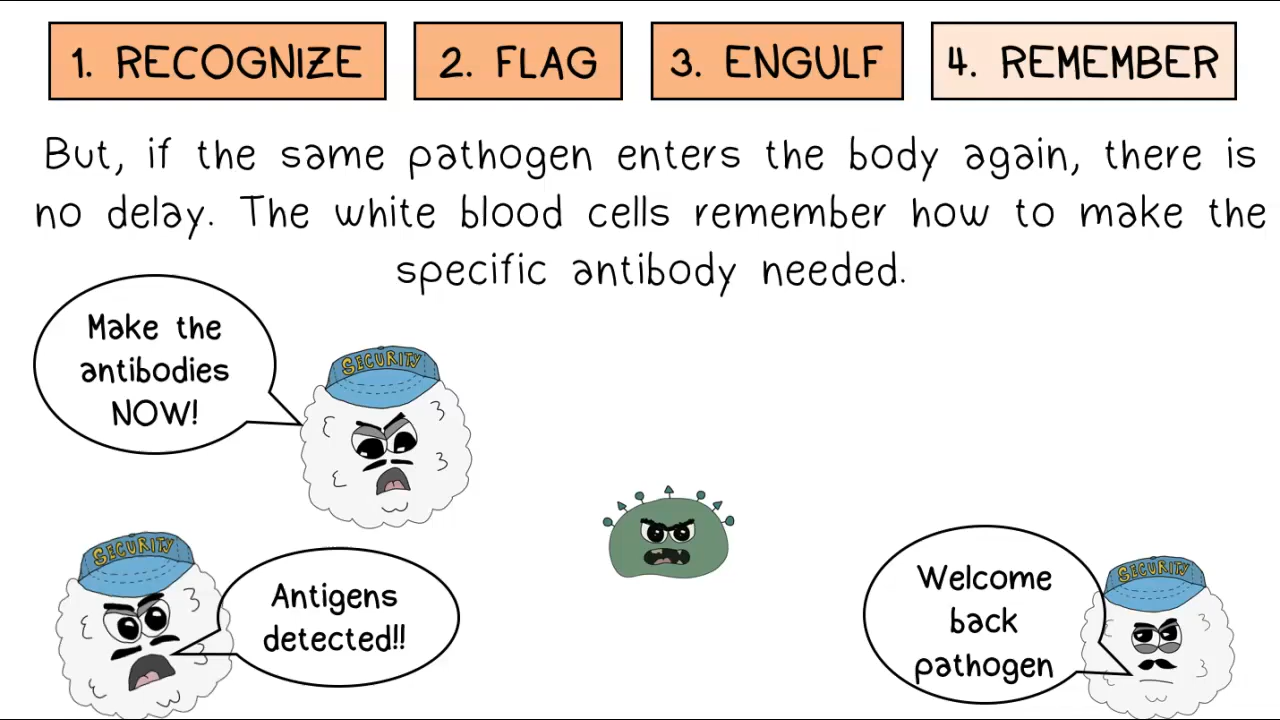 1. RECOGNIZE
2. FLAG
3. ENGULF
4. REMEMBER
But, if the same pathogen enters the body again, there is
no delay. The white blood cells remember how to make the
specific antibody needed.
Make the
antibodies
NOW!
SECURITY
SECURITY
Antigens
detected!!
Welcome
back
pathogen
SECURITY